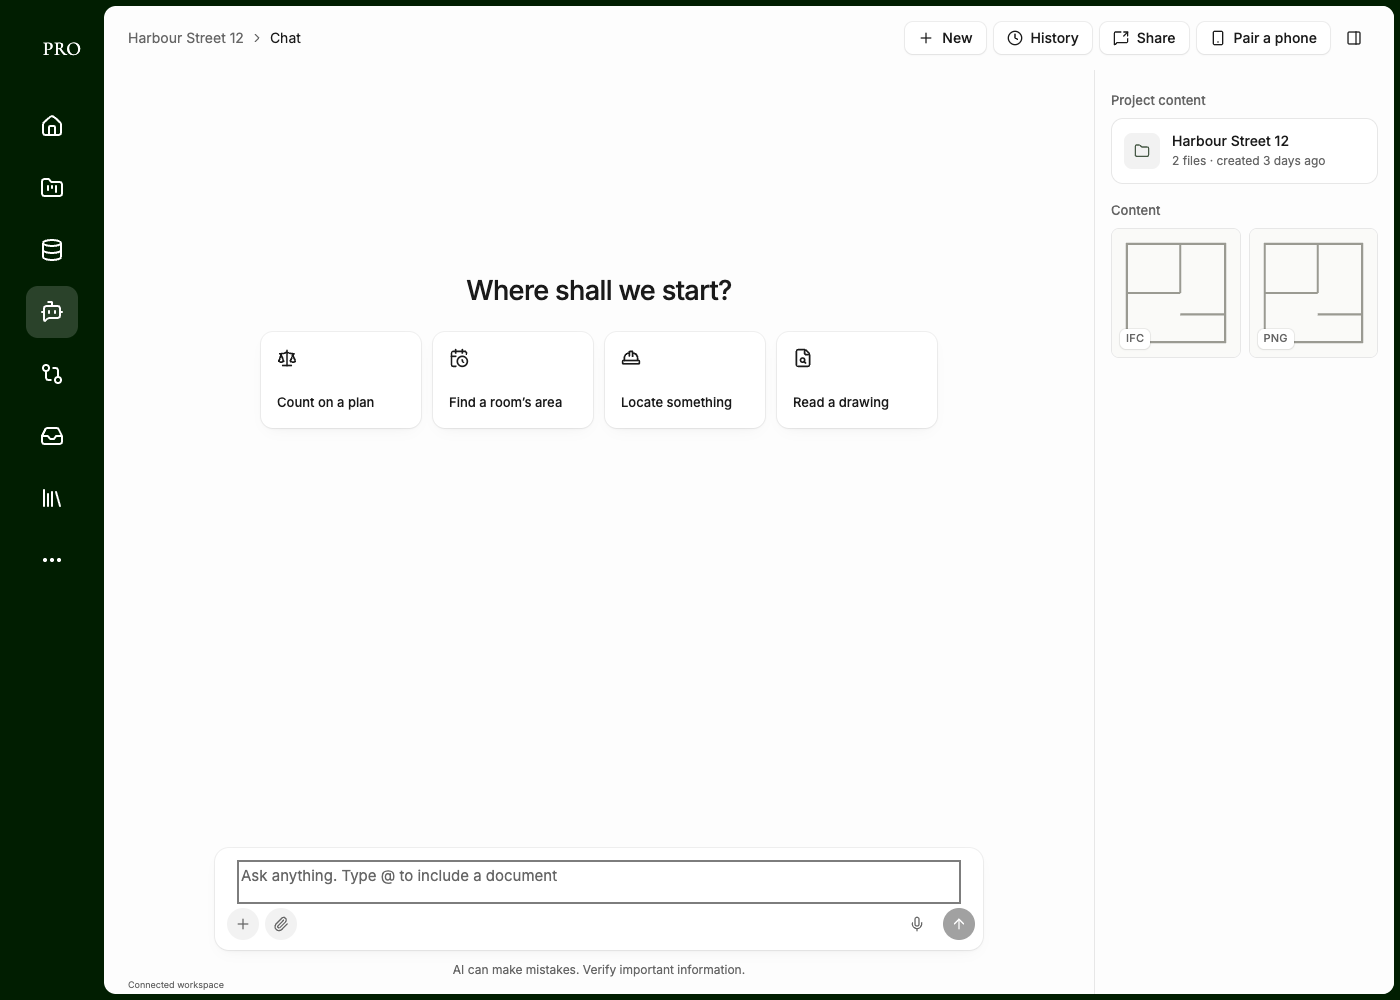 PRO
Harbour Street 12 > Chat
New
History
Share
Pair a phone
Project content
Harbour Street 12
2 files · created 3 days ago
Content
IFC
PNG
Where shall we start?
Count on a plan
Find a room’s area
Locate something
Read a drawing
Ask anything. Type @ to include a document
AI can make mistakes. Verify important information.
Connected workspace